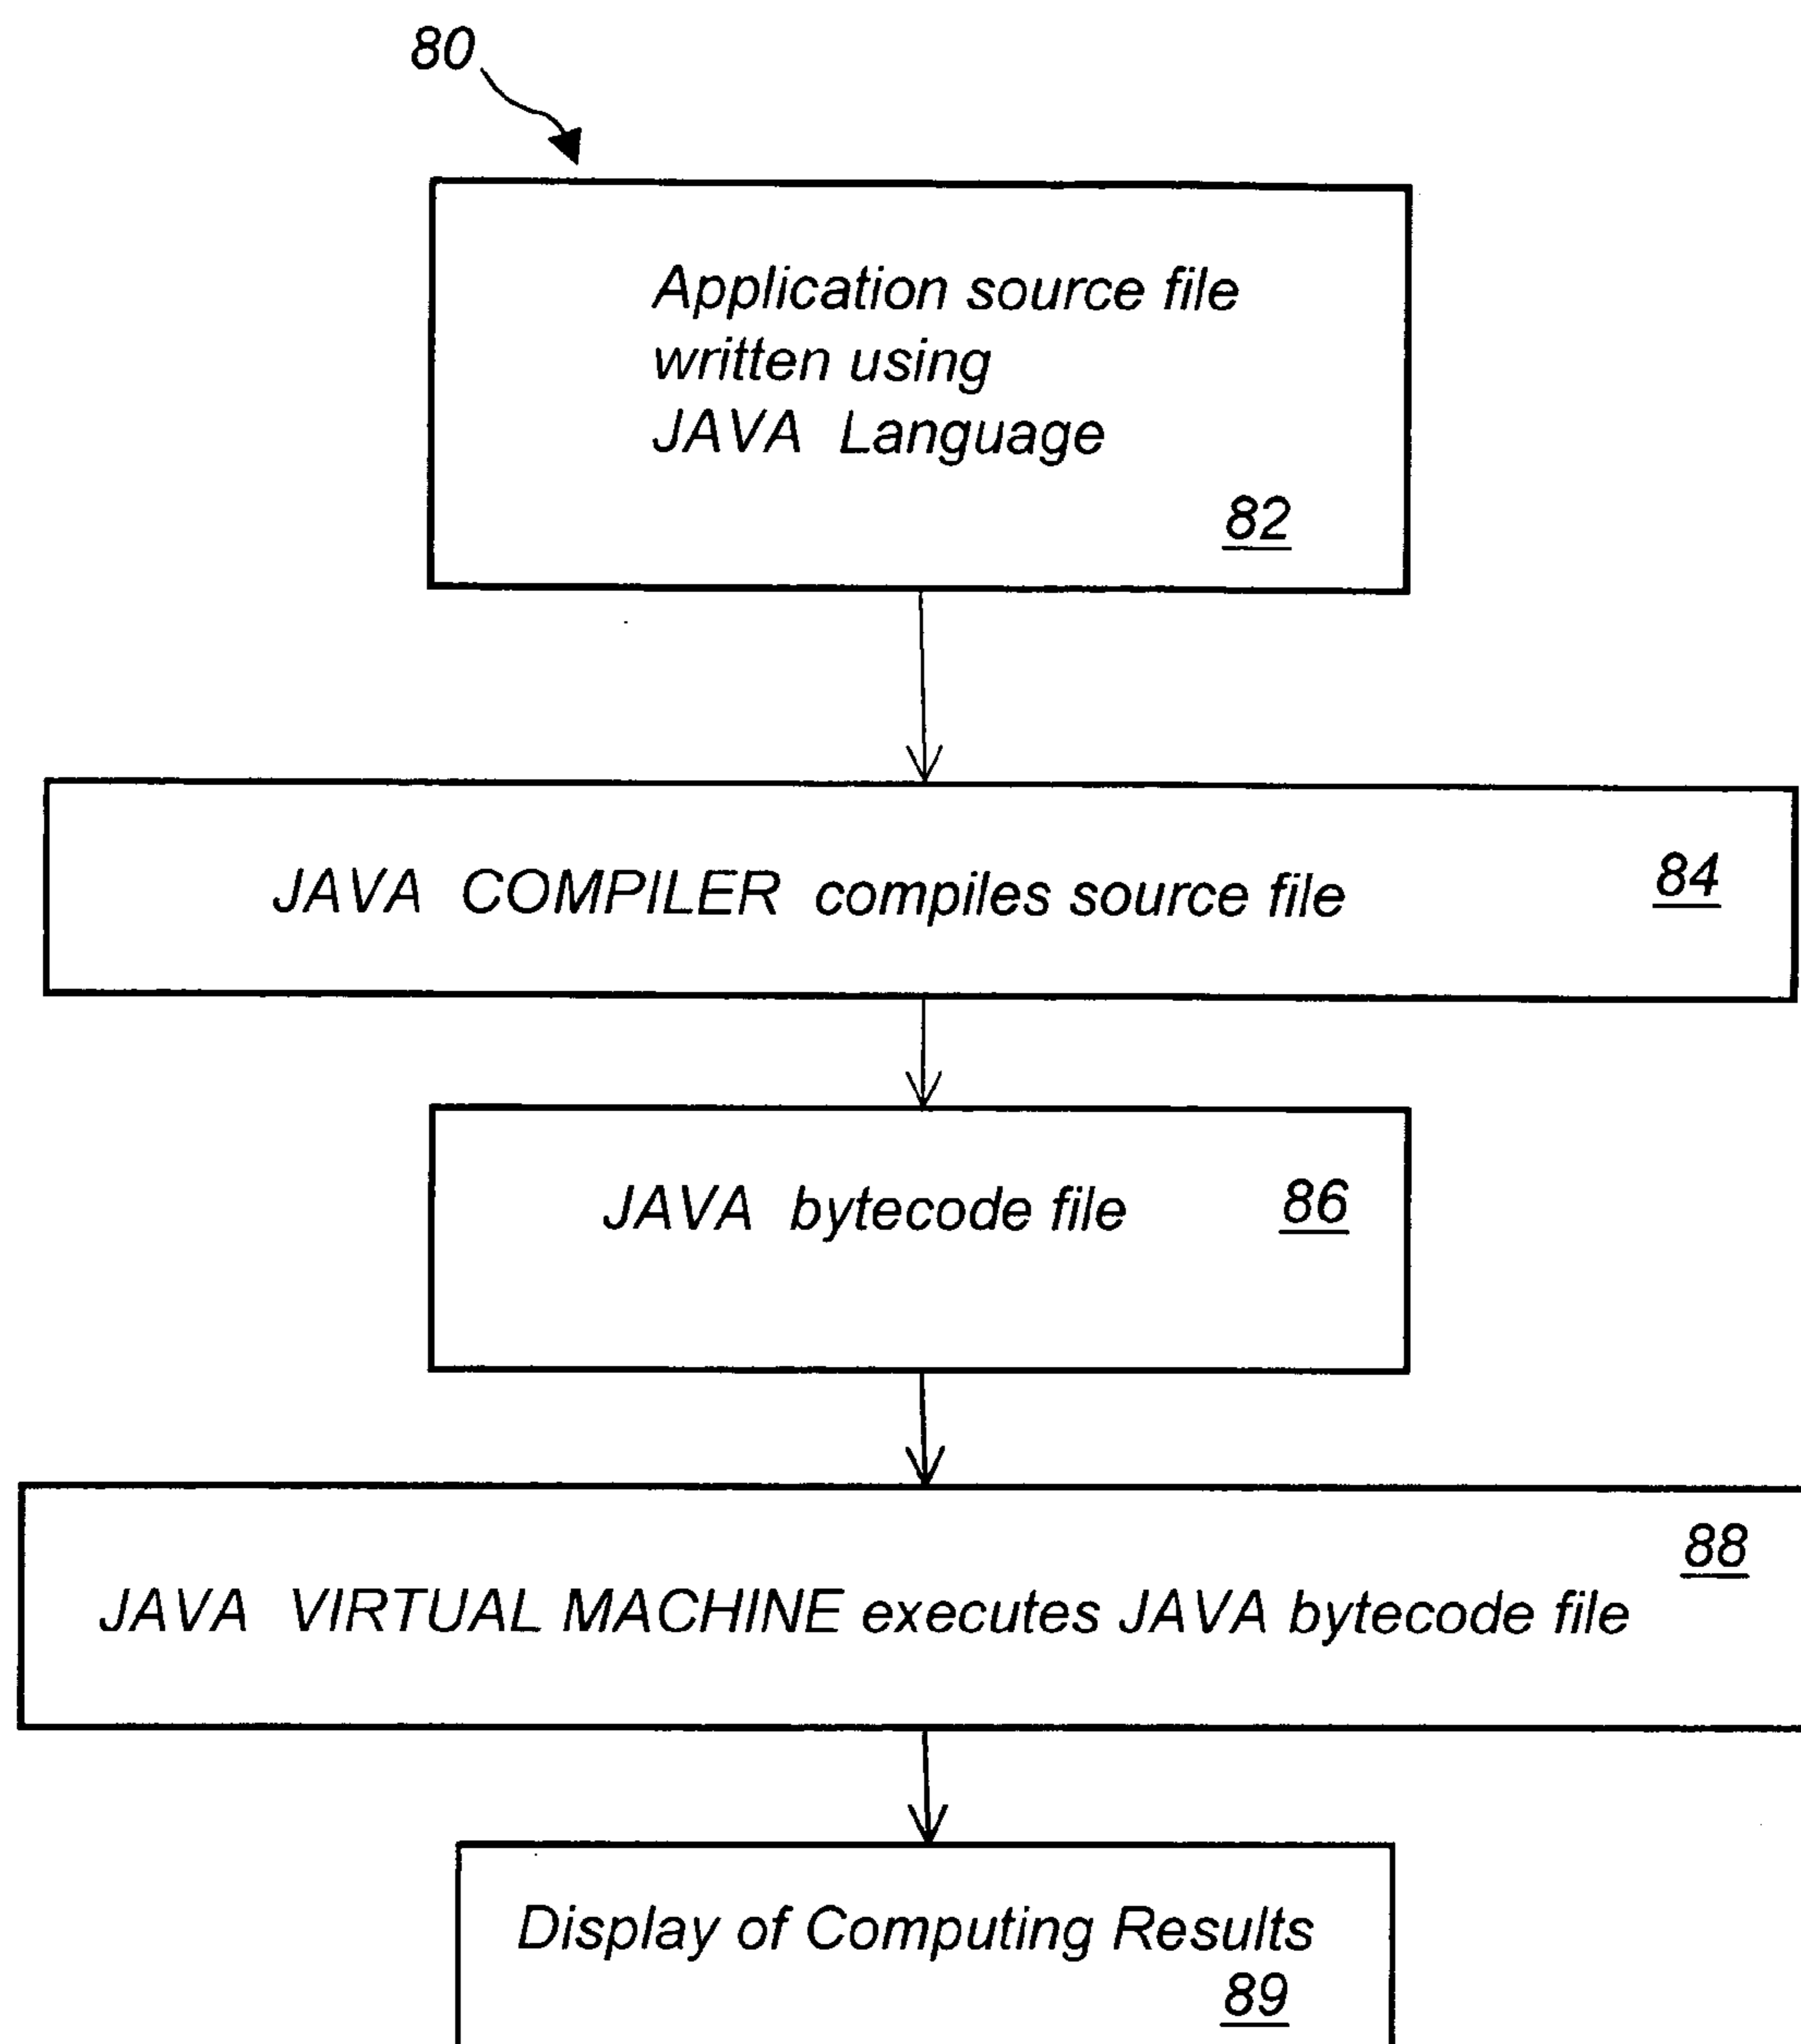 80
Application source file
written using
JAVA Language
82
JAVA COMPILER compiles source file
84
JAVA bytecode file
86
88
JAVA VIRTUAL MACHINE executes JAVA bytecode file
Display of Computing Results
89